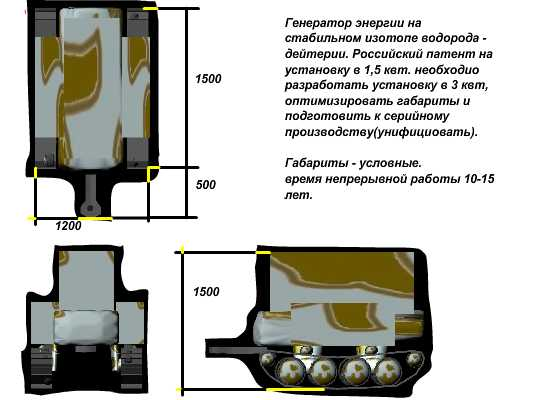 Генератор энергии на
стабильном изотопе водорода -
дейтерии. Российский патент на
установку в 1,5 квт. необходио
разработать установку в 3 квт,
оптимизировать габариты и
подготовить к серийному
производству(унифицировать).
Габариты - условные.
время непрерывной работы 10-15
лет.
1500
500
1200
1500